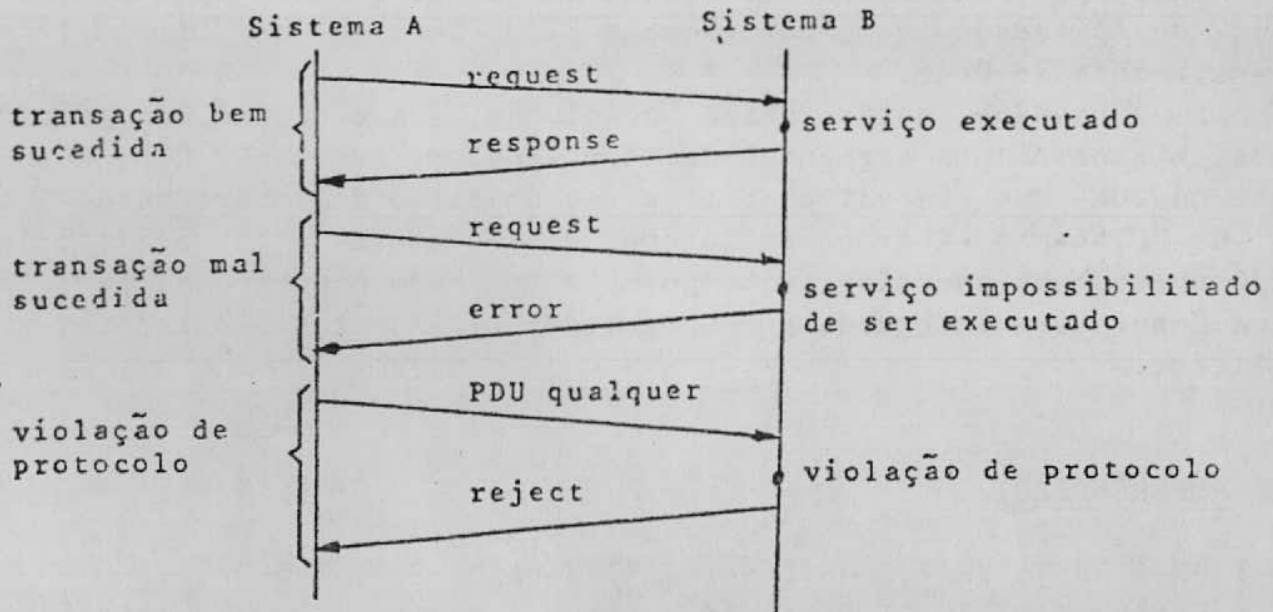 Sistema A
Sistema B
request
transação bem
sucedida
serviço executado
response
request
transação mal
sucedida
serviço impossibilitado
de ser executado
error
PDU qualquer
violação de
protocolo
violação de protocolo
reject